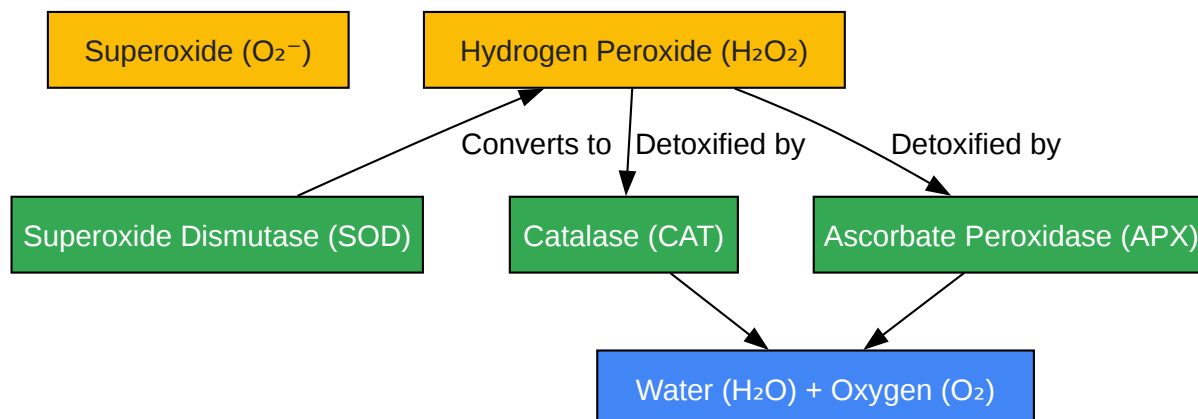 Superoxide (O₂⁻)
Hydrogen Peroxide (H₂O₂)
Converts to
Detoxified by
Detoxified by
Superoxide Dismutase (SOD)
Catalase (CAT)
Ascorbate Peroxidase (APX)
Water (H₂O) + Oxygen (O₂)